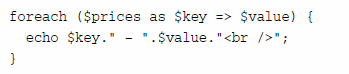 foreach ($prices as $key => $value) {
  echo $key." - ".$value."<br />";
}